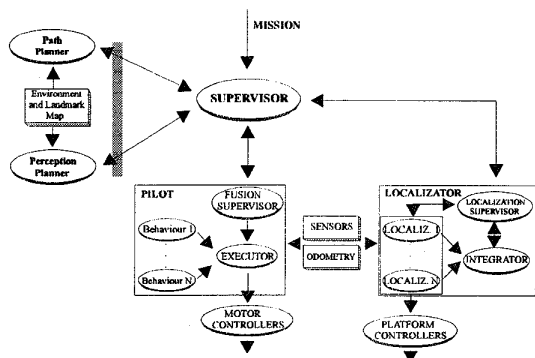 MISSION
Path
Planner
Environment
and Landmark
Map
Perception
Planner
SUPERVISOR
PILOT
FUSION
SUPERVISOR
Behaviour 1
Behaviour N
EXECUTOR
MOTOR
CONTROLLERS
SENSORS
ODOMETRY
LOCALIZATOR
LOCALIZATION
SUPERVISOR
LOCALIZ. 1
LOCALIZ. N
INTEGRATOR
PLATFORM
CONTROLLERS